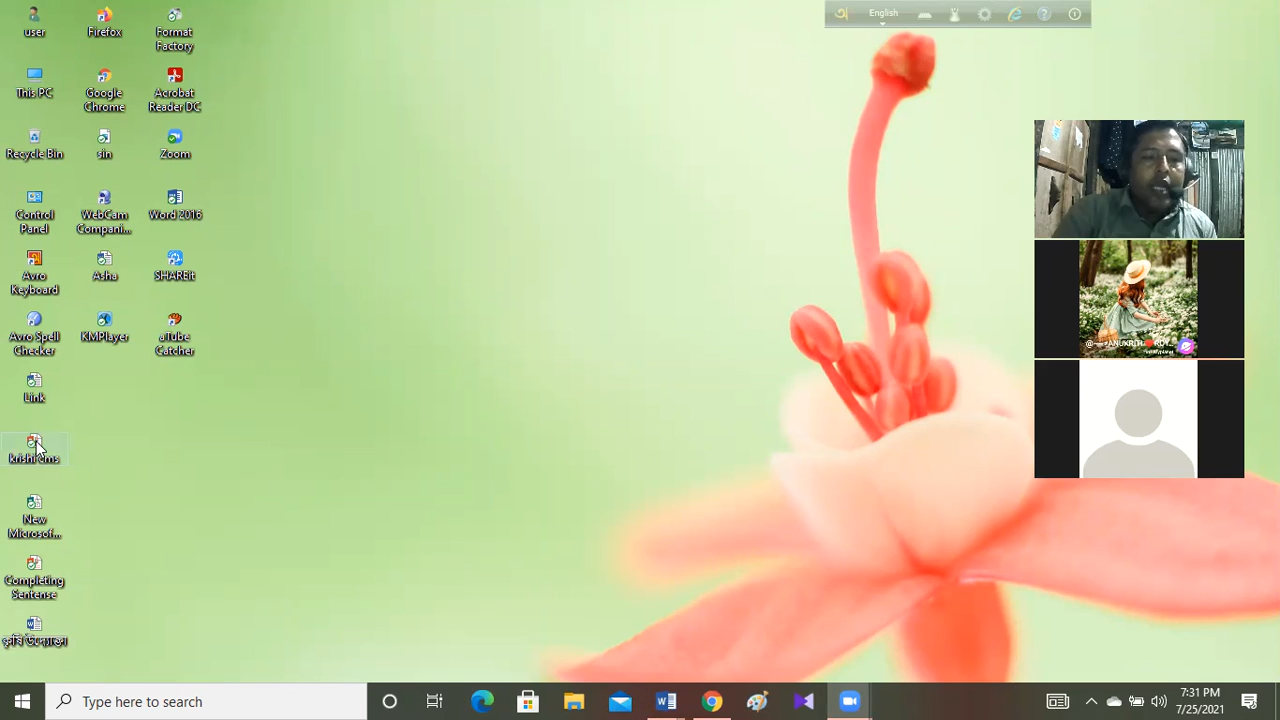 English
user
Firefox
Format
Factory
This PC
Google
Chrome
Acrobat
Reader DC
Recycle Bin
sin
Zoom
Control
Panel
WebCam
Compani...
Word 2016
Avro
Keyboard
Asha
SHAREit
Avro Spell
Checker
KMPlayer
aTube
Catcher
Link
krishi cms
New
Microsof...
Completing
Sentence
Type here to search
7:31 PM
7/25/2021